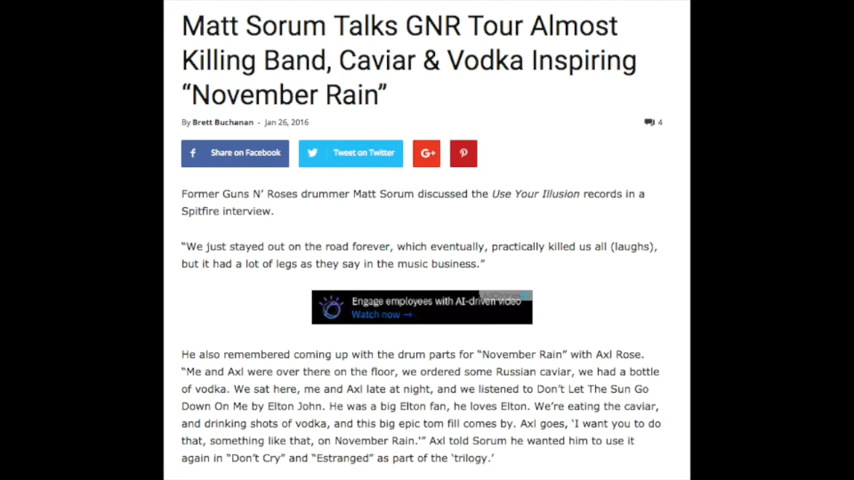 Matt Sorum Talks GNR Tour Almost
Killing Band, Caviar & Vodka Inspiring
“November Rain”
By Brett Buchanan - Jan 26, 2016
4
Share on Facebook
Tweet on Twitter
G+
Former Guns N’ Roses drummer Matt Sorum discussed the Use Your Illusion records in a
Spitfire interview.
“We just stayed out on the road forever, which eventually, practically killed us all (laughs),
but it had a lot of legs as they say in the music business.”
Engage employees with AI-driven video
Watch now →
He also remembered coming up with the drum parts for “November Rain” with Axl Rose.
“Me and Axl were over there on the floor, we ordered some Russian caviar, we had a bottle
of vodka. We sat here, me and Axl late at night, and we listened to Don’t Let The Sun Go
Down On Me by Elton John. He was a big Elton fan, he loves Elton. We’re eating the caviar,
and drinking shots of vodka, and this big epic tom fill comes by. Axl goes, ‘I want you to do
that, something like that, on November Rain.’” Axl told Sorum he wanted him to use it
again in “Don’t Cry” and “Estranged” as part of the ‘trilogy.’